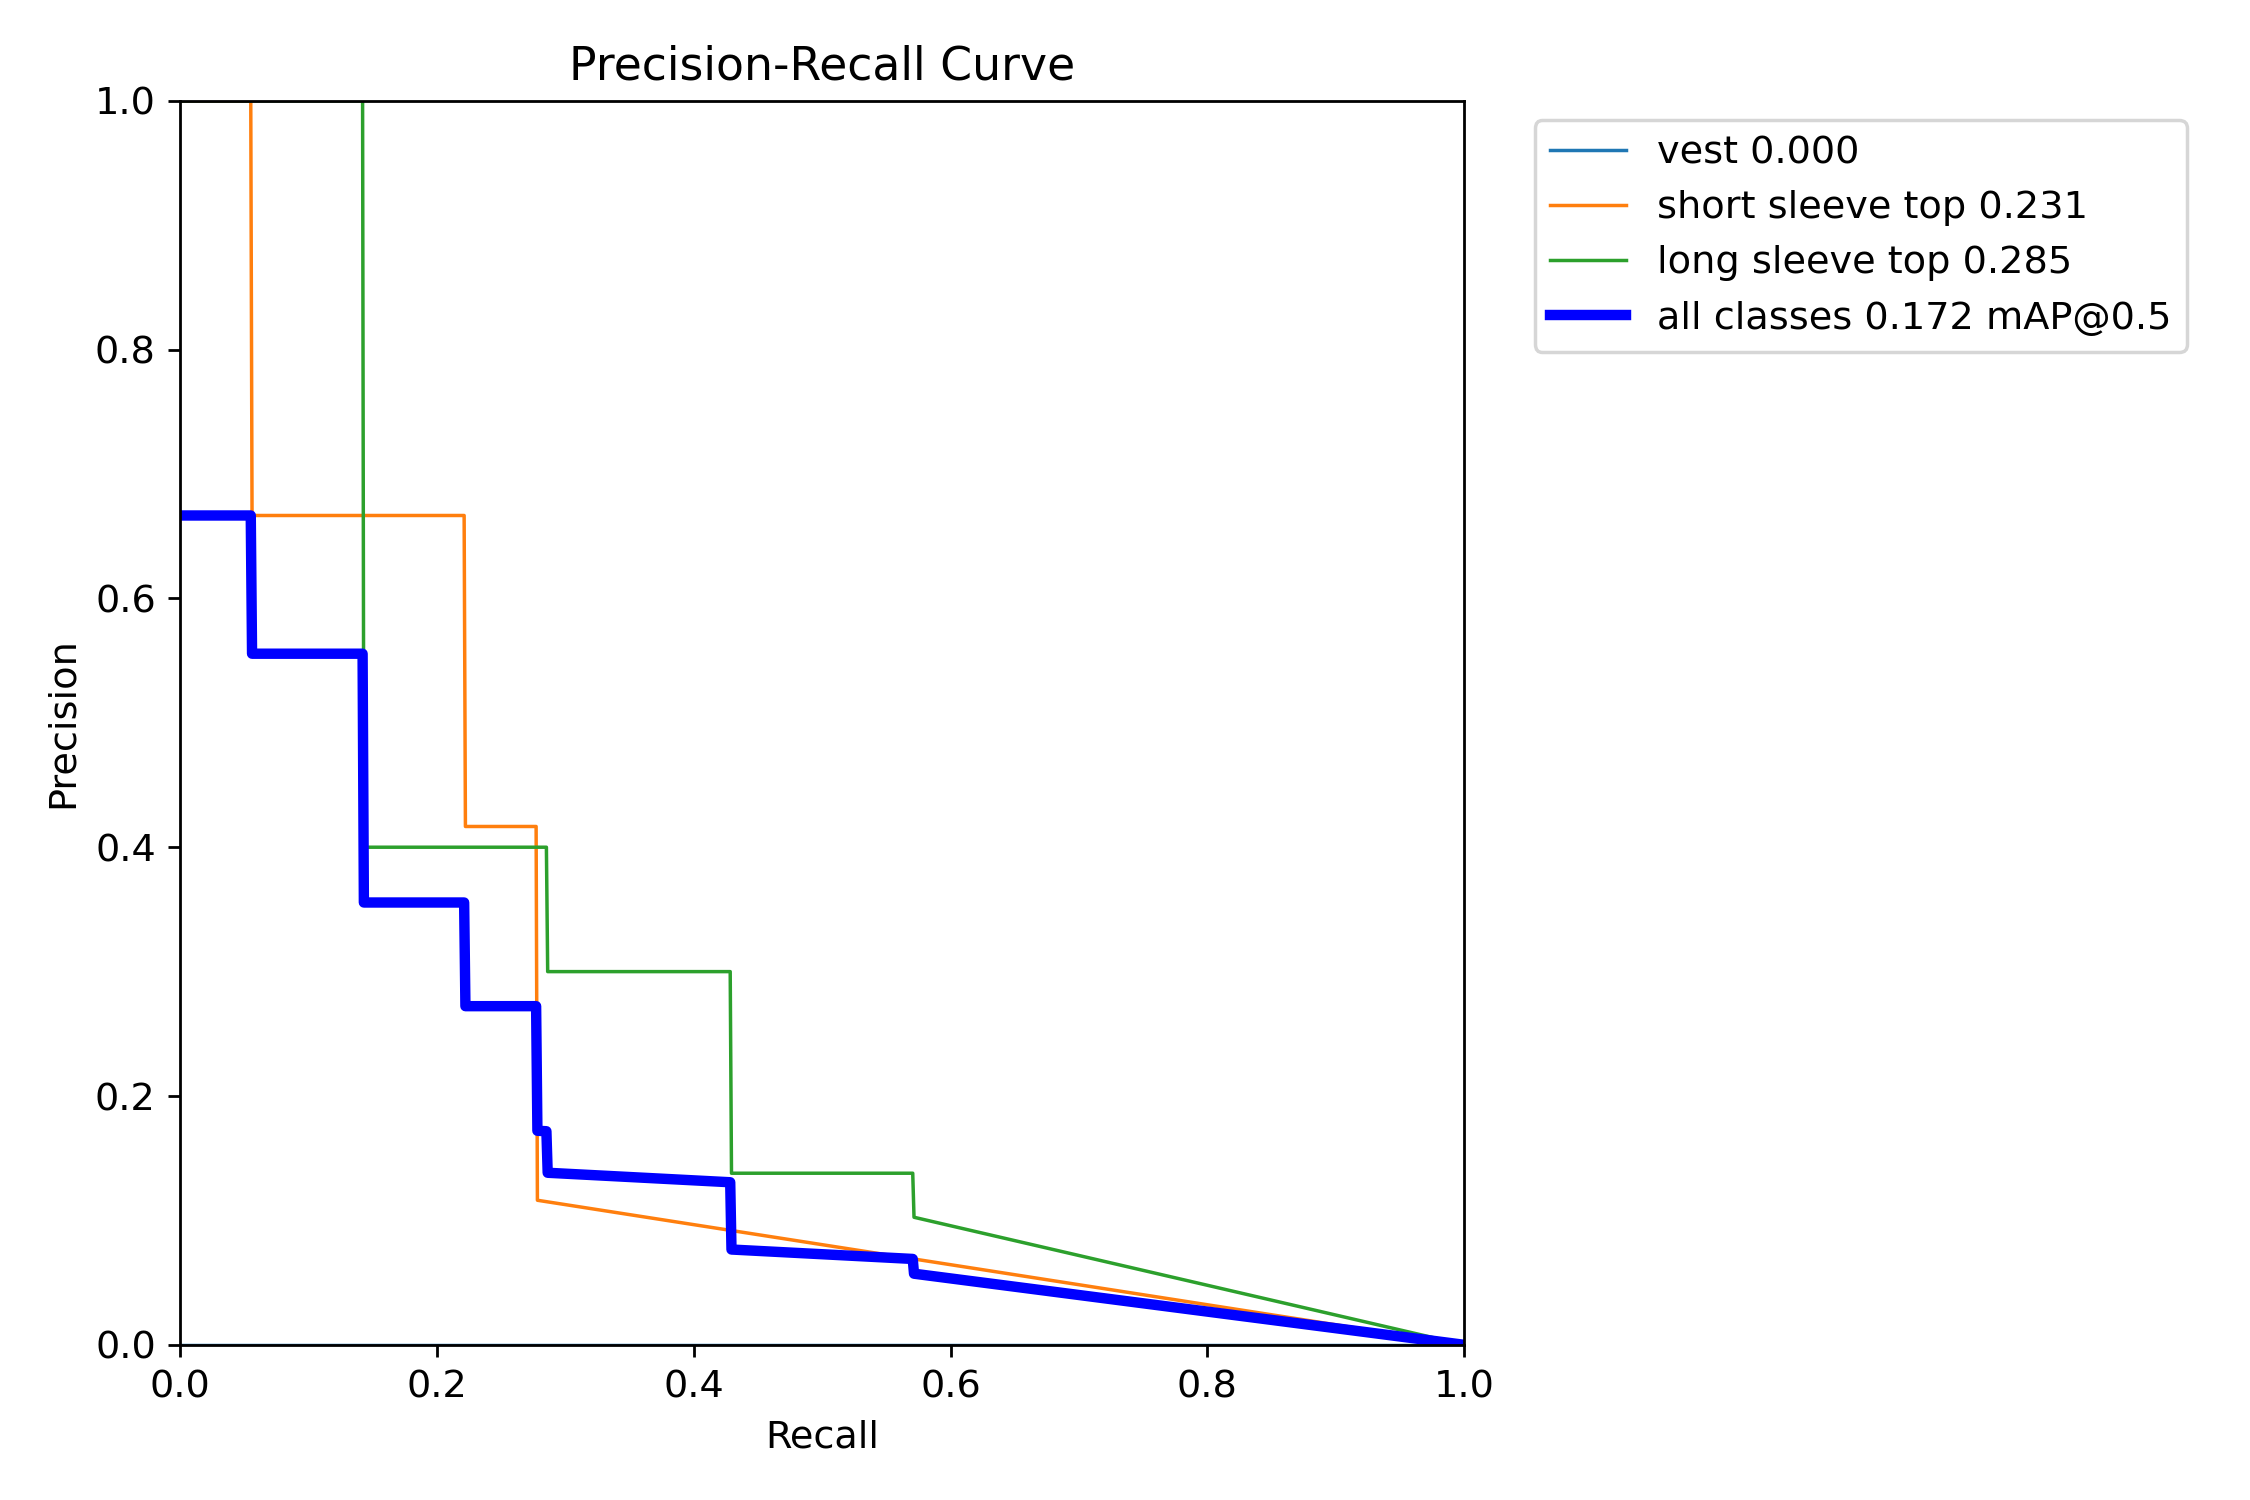 Precision-Recall Curve
1.0
0.8
0.6
0.4
0.2
0.0
Precision
0.0 0.2 0.4 0.6 0.8 1.0
Recall
vest 0.000
short sleeve top 0.231
long sleeve top 0.285
all classes 0.172 mAP@0.5